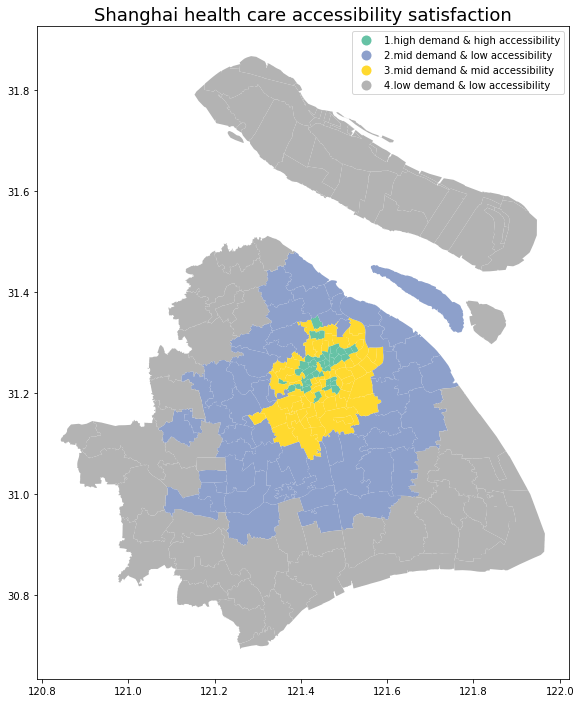 Shanghai health care accessibility satisfaction
1.high demand & high accessibility
2.mid demand & low accessibility
3.mid demand & mid accessibility
4.low demand & low accessibility
31.8
31.6
31.4
31.2
31.0
30.8
120.8 121.0 121.2 121.4 121.6 121.8 122.0